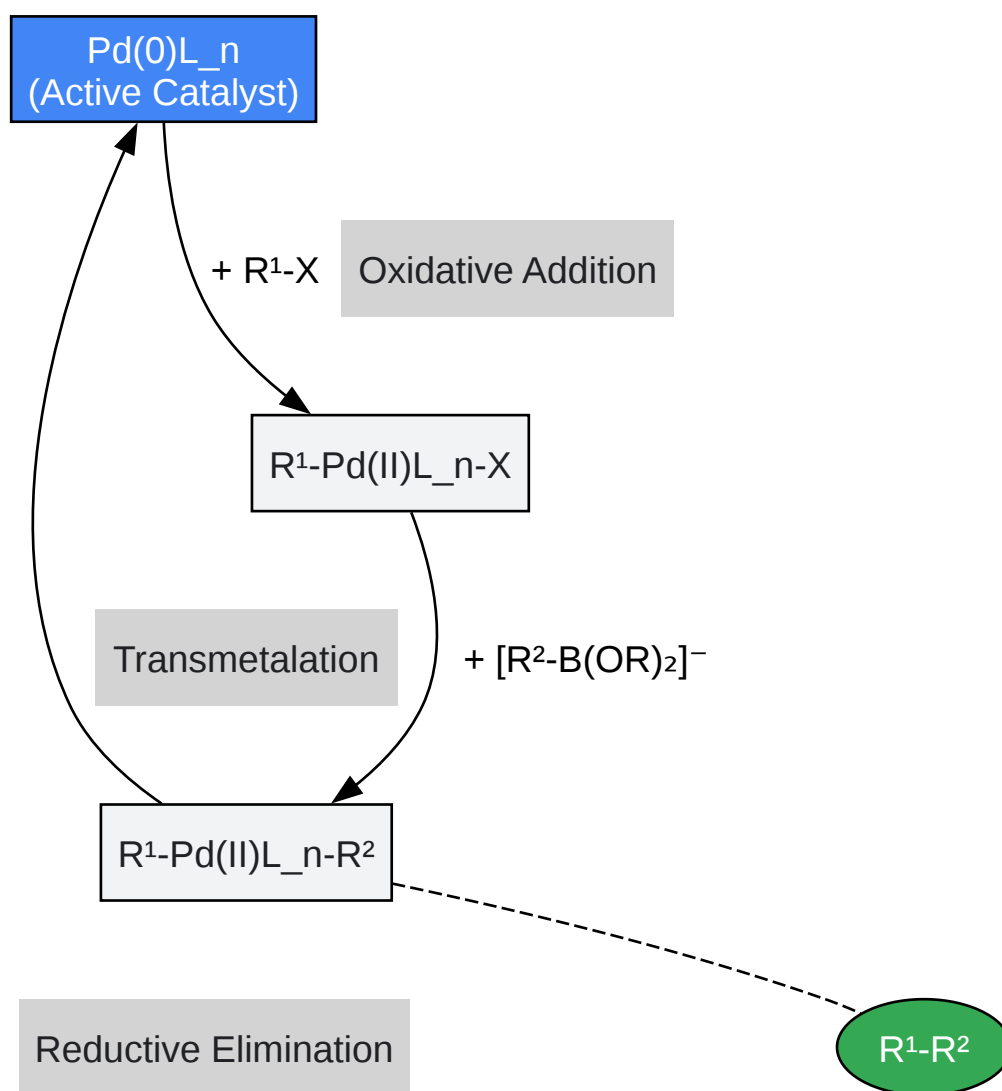 Pd(0)L_n
(Active Catalyst)
+ R¹-X
Oxidative Addition
R¹-Pd(II)L_n-X
Transmetalation
+ [R²-B(OR)₂]⁻
R¹-Pd(II)L_n-R²
Reductive Elimination
R¹-R²